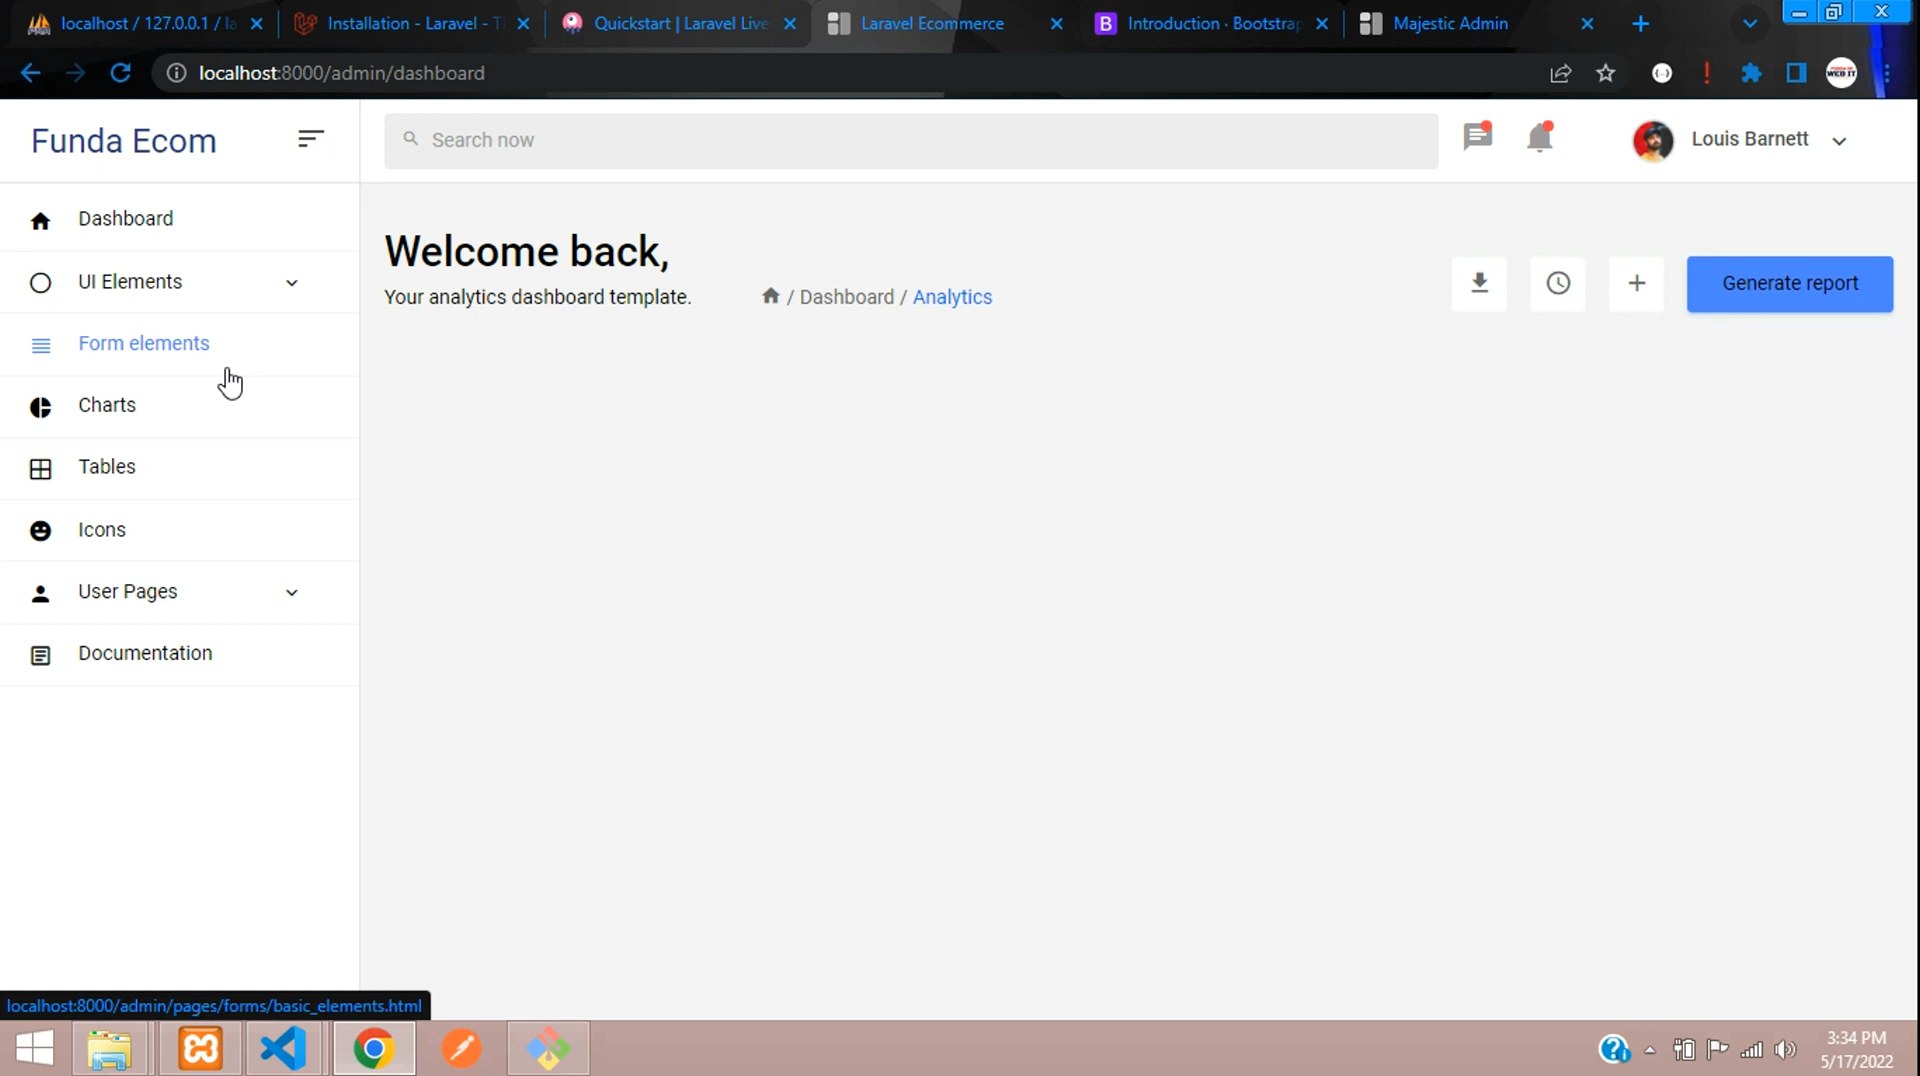 localhost / 127.0.0.1 / la
Installation - Laravel - T
Quickstart | Laravel Live
Laravel Ecommerce
B Introduction · Bootstrap
Majestic Admin
localhost:8000/admin/dashboard
WEB IT
Funda Ecom
Search now
Louis Barnett
Dashboard
UI Elements
Form elements
Charts
Tables
Icons
User Pages
Documentation
Welcome back,
Your analytics dashboard template.
/ Dashboard / Analytics
Generate report
localhost:8000/admin/pages/forms/basic_elements.html
3:34 PM
5/17/2022